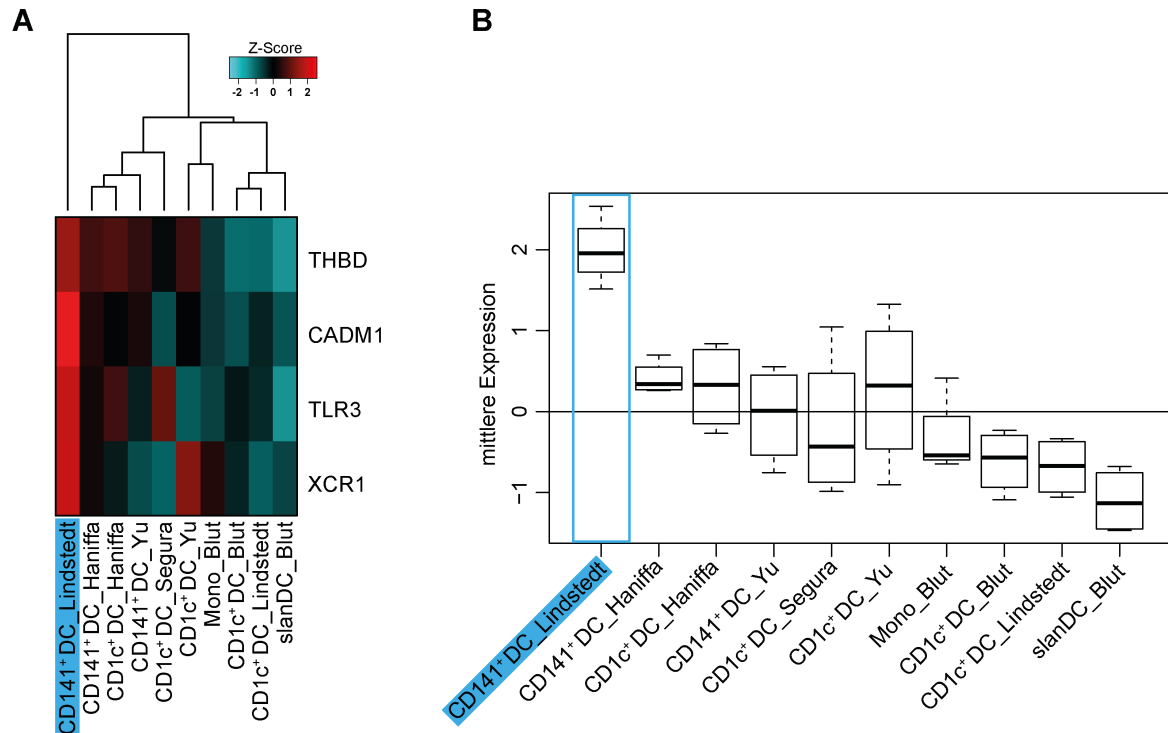 A
Z-Score
-2 -1 0 1 2
THBD
CADM1
TLR3
XCR1
CD141⁺ DC_Lindstedt
CD141⁺ DC_Haniffa
CD1c⁺ DC_Haniffa
CD141⁺ DC_Yu
CD1c⁺ DC_Segura
CD1c⁺ DC_Yu
Mono_Blut
CD1c⁺ DC_Blut
CD1c⁺ DC_Lindstedt
slanDC_Blut
B
mittlere Expression
2
1
0
−1
CD141⁺ DC_Lindstedt
CD141⁺ DC_Haniffa
CD1c⁺ DC_Haniffa
CD141⁺ DC_Yu
CD1c⁺ DC_Segura
CD1c⁺ DC_Yu
Mono_Blut
CD1c⁺ DC_Blut
CD1c⁺ DC_Lindstedt
slanDC_Blut